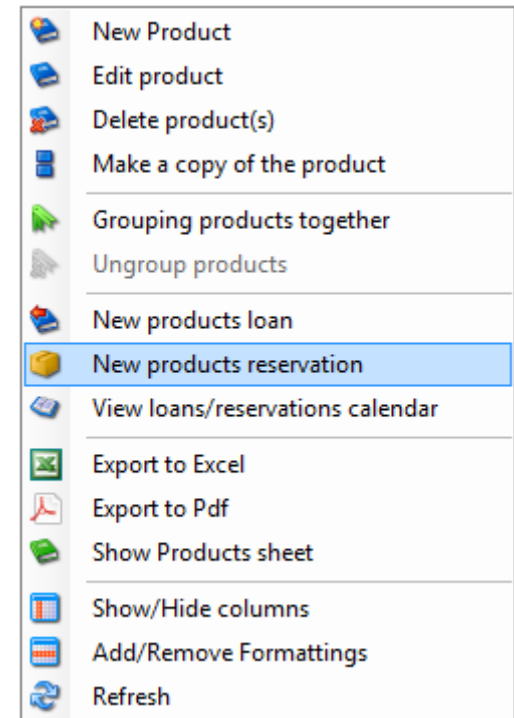 New Product
Edit product
Delete product(s)
Make a copy of the product
Grouping products together
Ungroup products
New products loan
New products reservation
View loans/reservations calendar
Export to Excel
Export to Pdf
Show Products sheet
Show/Hide columns
Add/Remove Formattings
Refresh